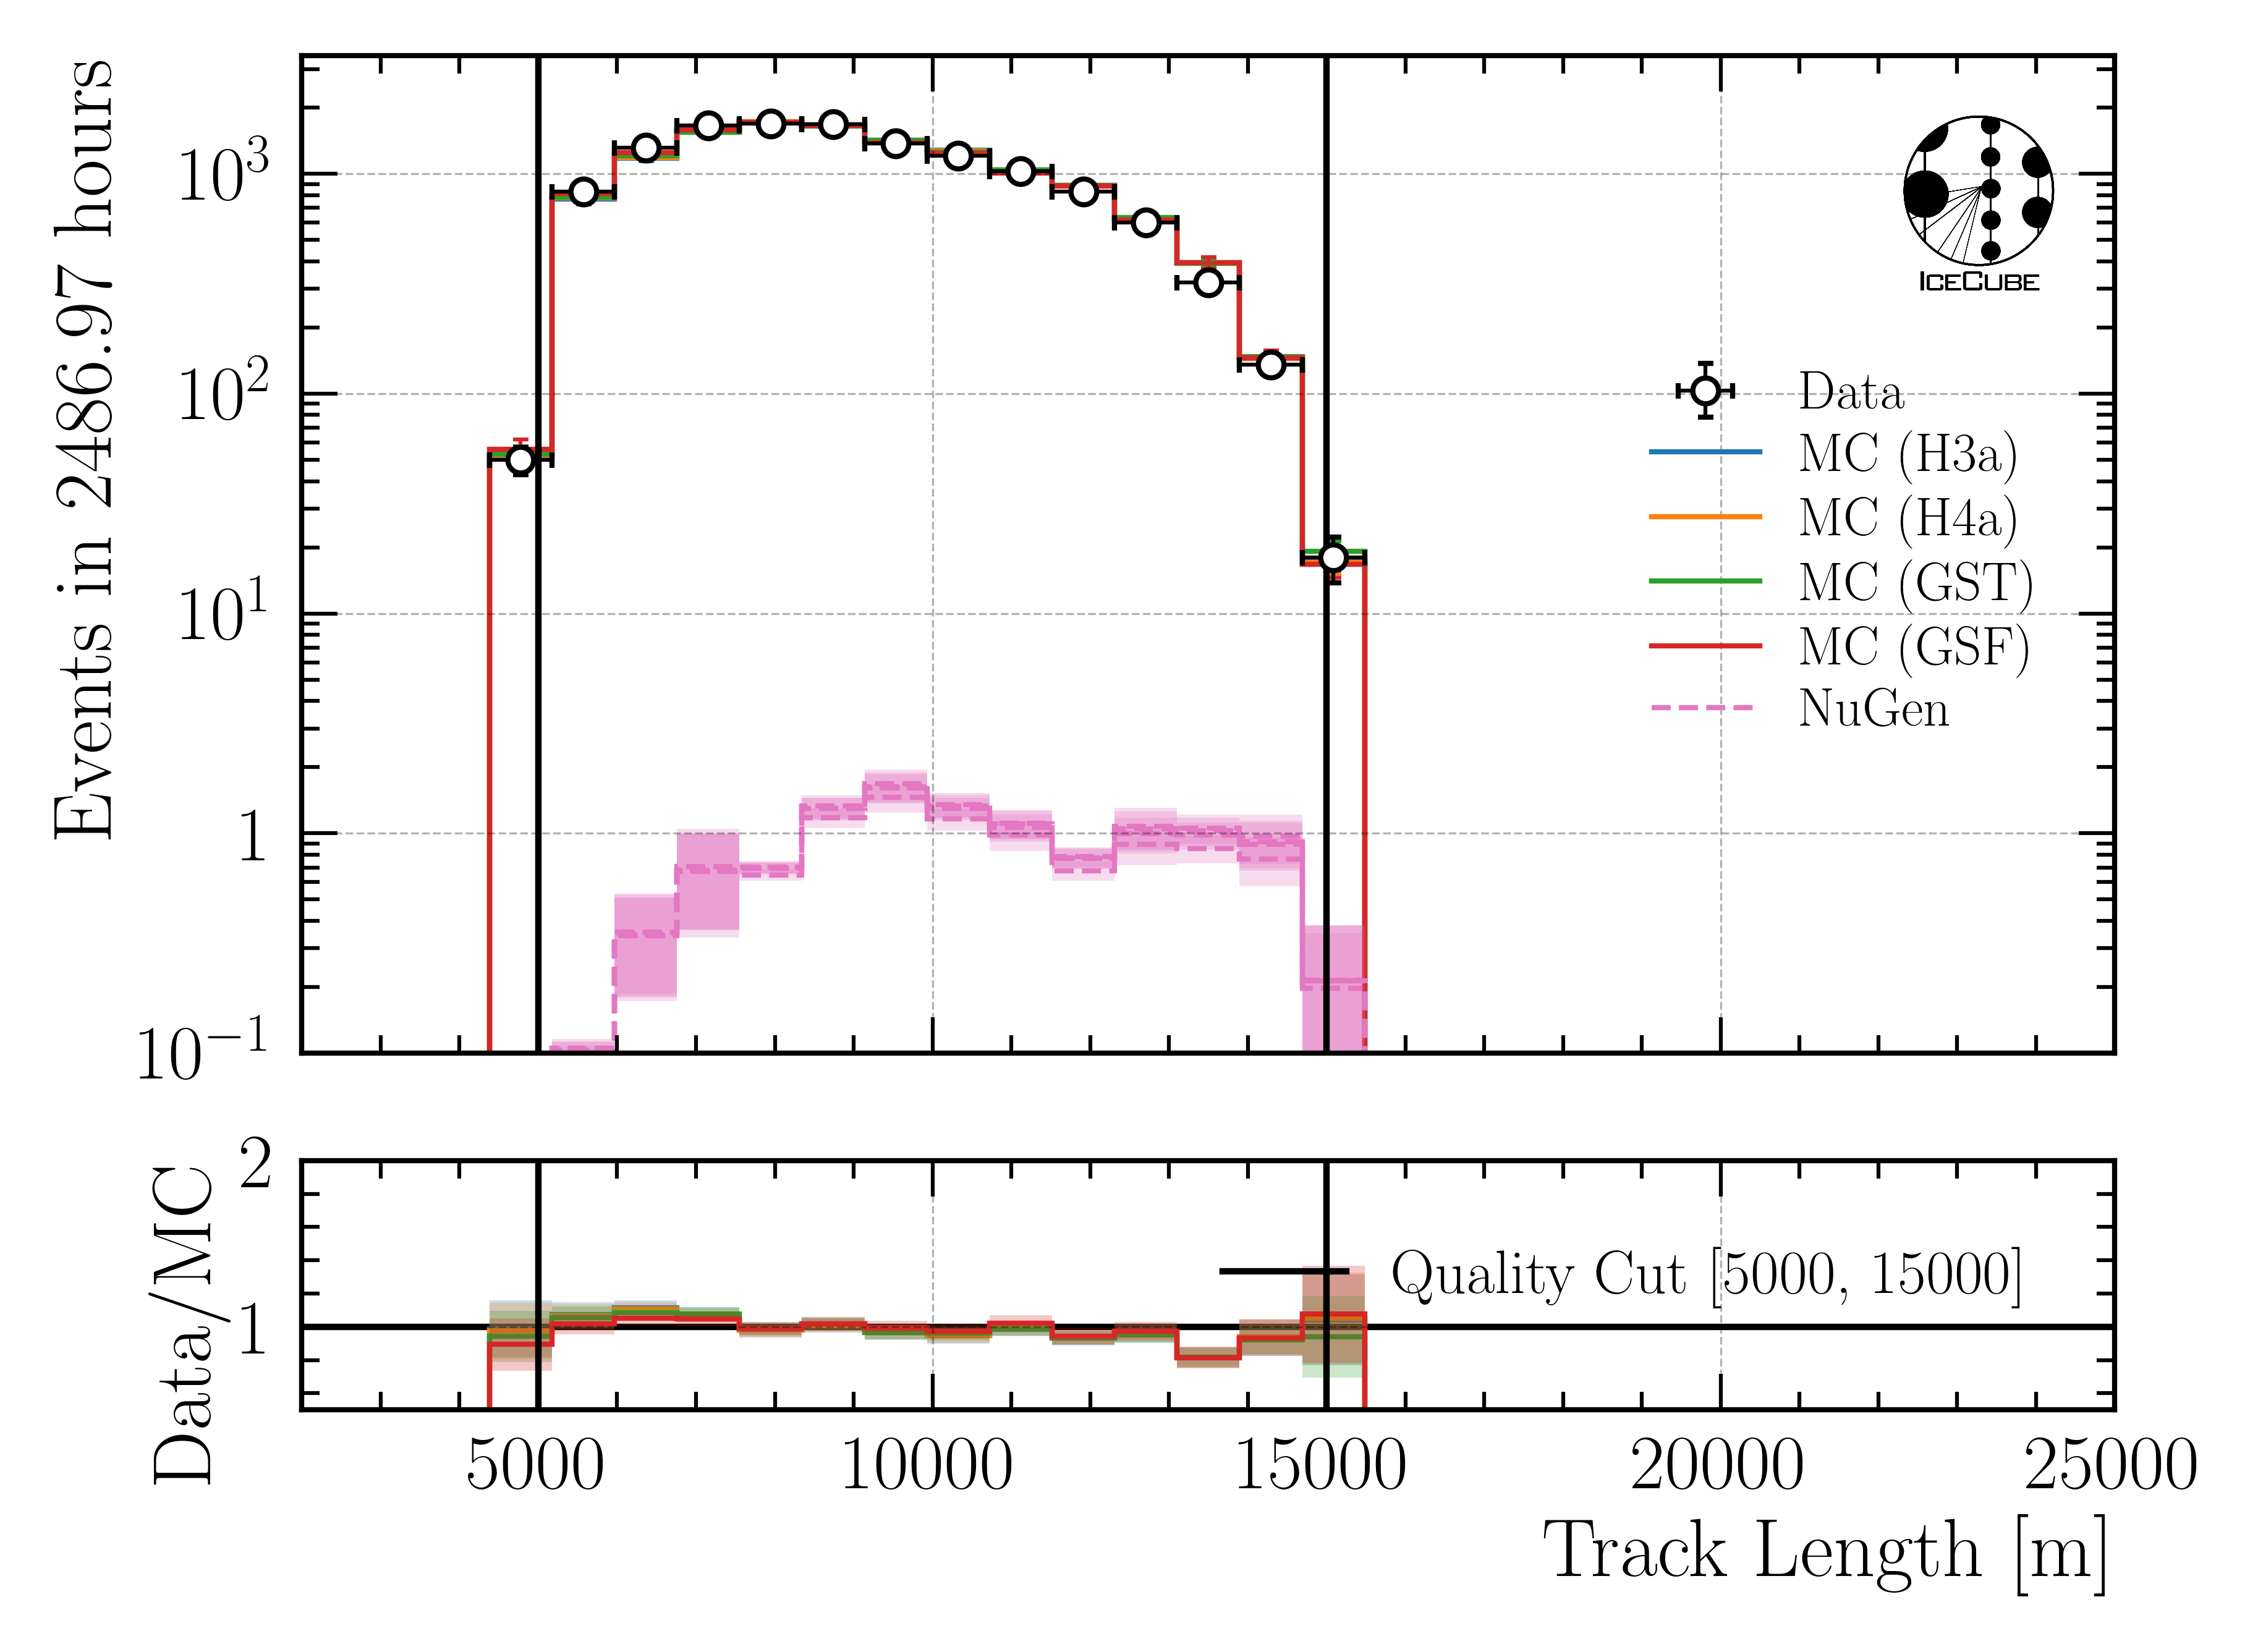 Events in 2486.97 hours
10³
10²
10¹
1
10⁻¹
IceCube
Data
MC (H3a)
MC (H4a)
MC (GST)
MC (GSF)
NuGen
Data/MC
2
1
Quality Cut [5000, 15000]
5000 10000 15000 20000 25000
Track Length [m]